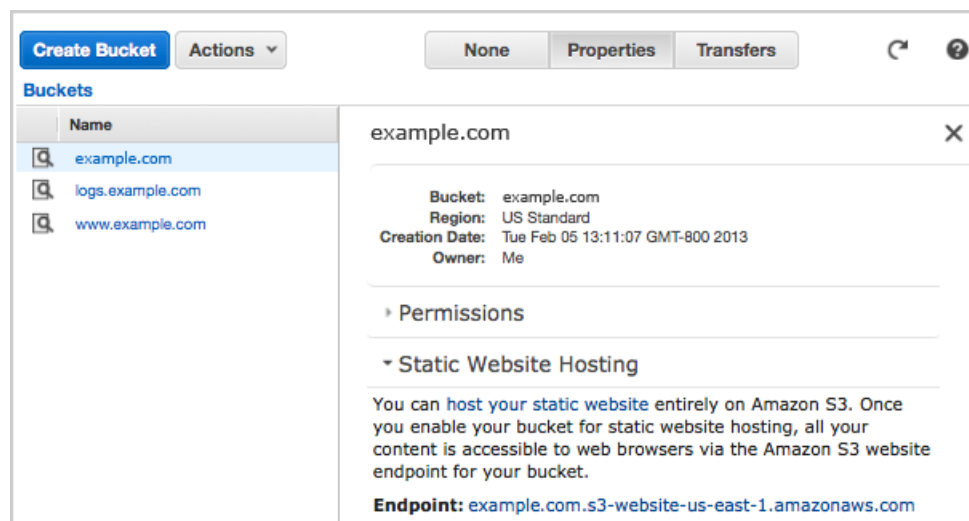 Create Bucket Actions None Properties Transfers
Buckets
Name
example.com
logs.example.com
www.example.com
example.com
Bucket: example.com
Region: US Standard
Creation Date: Tue Feb 05 13:11:07 GMT-800 2013
Owner: Me
Permissions
Static Website Hosting
You can host your static website entirely on Amazon S3. Once
you enable your bucket for static website hosting, all your
content is accessible to web browsers via the Amazon S3 website
endpoint for your bucket.
Endpoint: example.com.s3-website-us-east-1.amazonaws.com